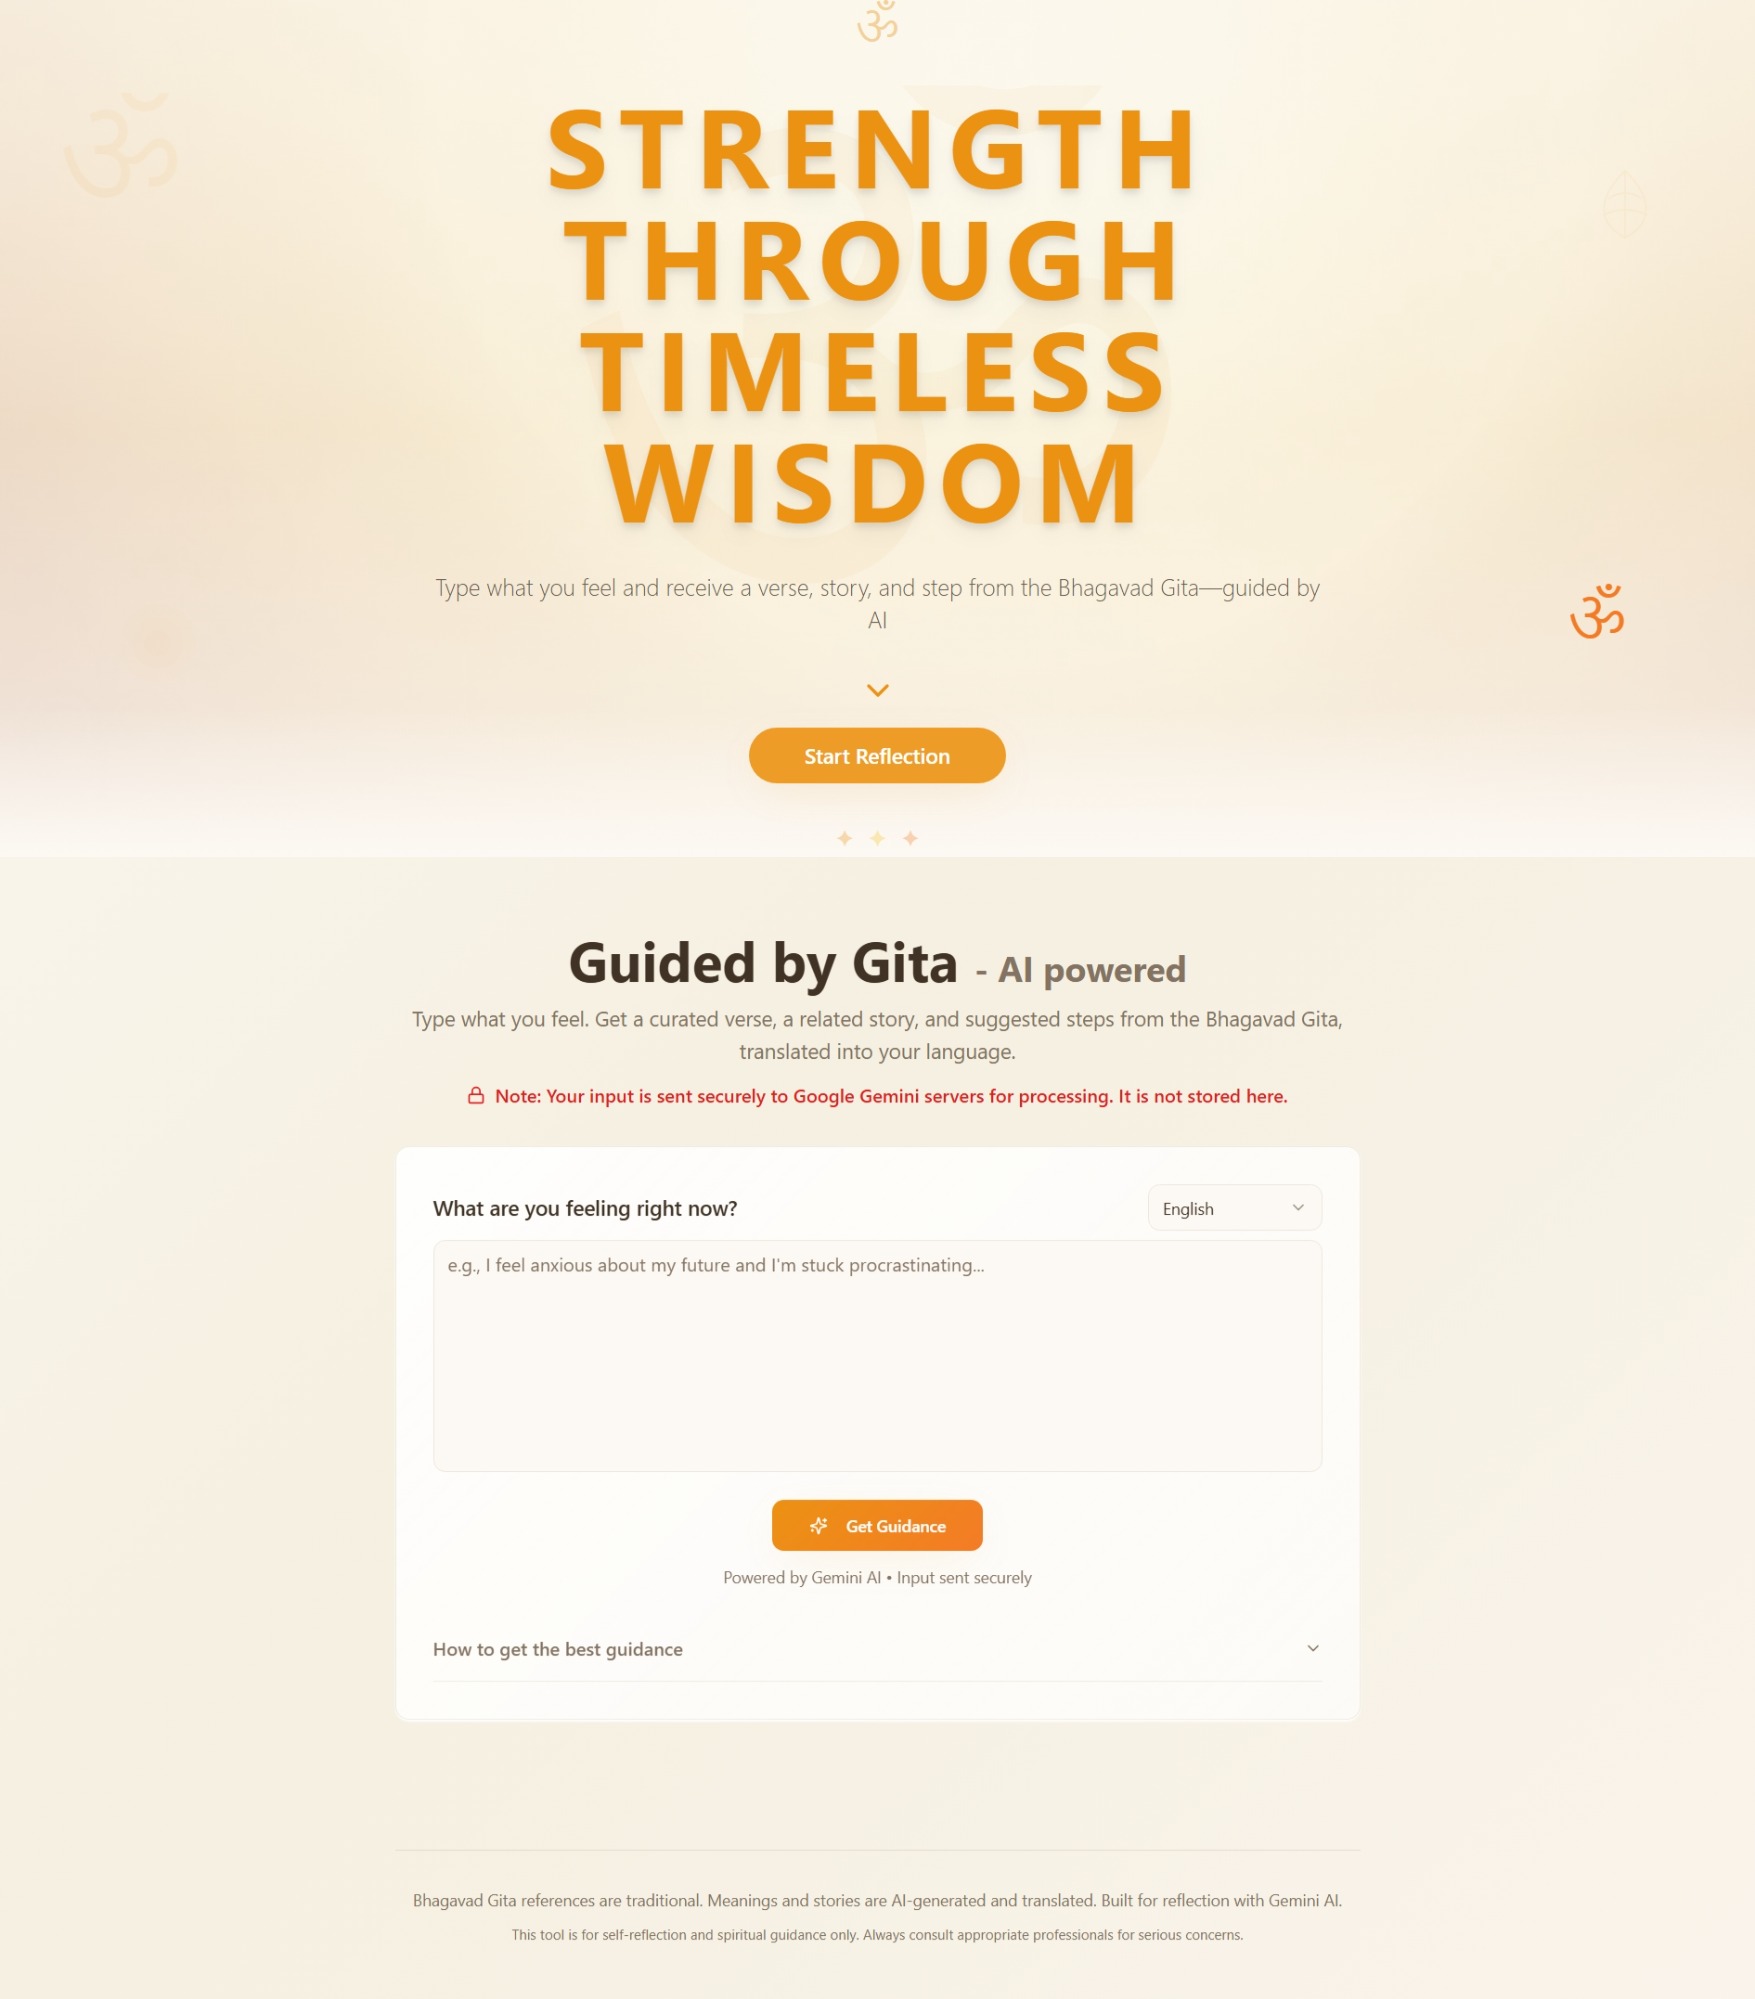 ॐ
ॐ
STRENGTH
THROUGH
TIMELESS
WISDOM
Type what you feel and receive a verse, story, and step from the Bhagavad Gita—guided by
AI
ॐ
Start Reflection
Guided by Gita - AI powered
Type what you feel. Get a curated verse, a related story, and suggested steps from the Bhagavad Gita,
translated into your language.
Note: Your input is sent securely to Google Gemini servers for processing. It is not stored here.
What are you feeling right now?
English
e.g., I feel anxious about my future and I'm stuck procrastinating...
Get Guidance
Powered by Gemini AI • Input sent securely
How to get the best guidance
Bhagavad Gita references are traditional. Meanings and stories are AI-generated and translated. Built for reflection with Gemini AI.
This tool is for self-reflection and spiritual guidance only. Always consult appropriate professionals for serious concerns.